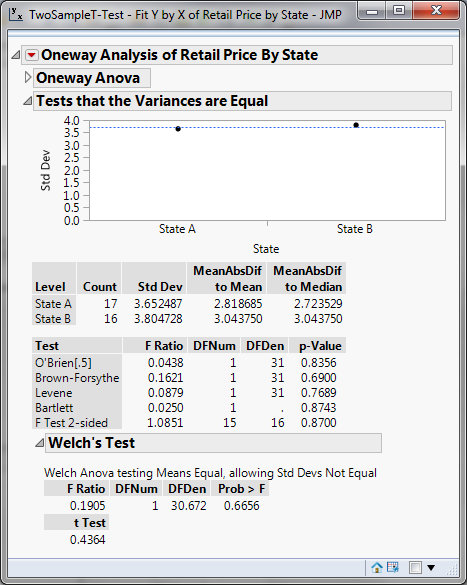 TwoSampleT-Test - Fit Y by X of Retail Price by State - JMP
Oneway Analysis of Retail Price By State
Oneway Anova
Tests that the Variances are Equal
4.0
3.5
3.0
2.5
2.0
1.5
1.0
0.5
0.0
Std Dev
State A State B
State
MeanAbsDif MeanAbsDif
Level Count Std Dev to Mean to Median
State A 17 3.652487 2.818685 2.723529
State B 16 3.804728 3.043750 3.043750
Test F Ratio DFNum DFDen p-Value
O'Brien[.5] 0.0438 1 31 0.8356
Brown-Forsythe 0.1621 1 31 0.6900
Levene 0.0879 1 31 0.7689
Bartlett 0.0250 1 . 0.8743
F Test 2-sided 1.0851 15 16 0.8700
Welch's Test
Welch Anova testing Means Equal, allowing Std Devs Not Equal
F Ratio DFNum DFDen Prob > F
0.1905 1 30.672 0.6656
t Test
0.4364